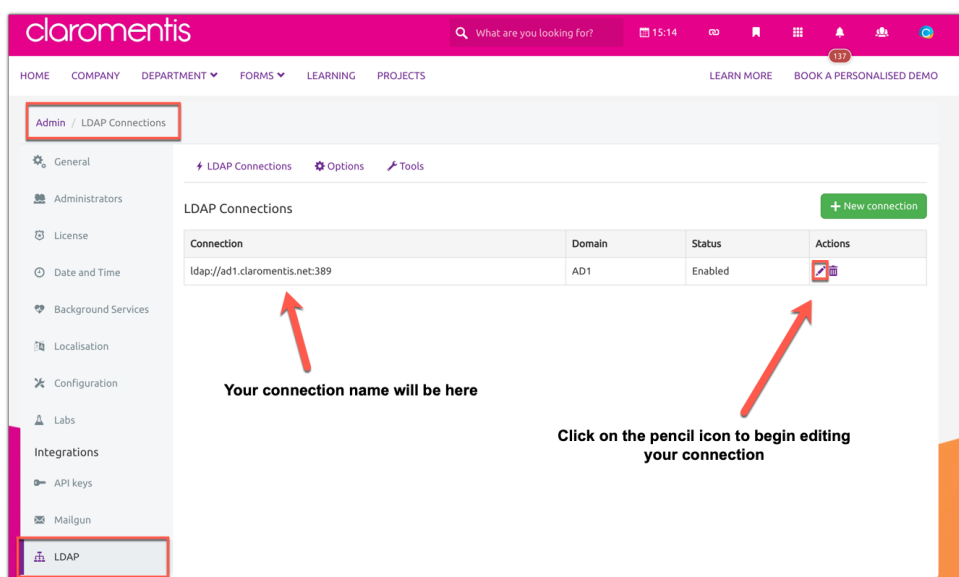 claromentis
What are you looking for?
15:14
137
HOME COMPANY DEPARTMENT FORMS LEARNING PROJECTS
LEARN MORE BOOK A PERSONALISED DEMO
Admin / LDAP Connections
General
Administrators
License
Date and Time
Background Services
Localisation
Configuration
Labs
Integrations
API keys
Mailgun
LDAP
LDAP Connections Options Tools
LDAP Connections
+ New connection
Connection Domain Status Actions
ldap://ad1.claromentis.net:389 AD1 Enabled
Your connection name will be here
Click on the pencil icon to begin editing
your connection